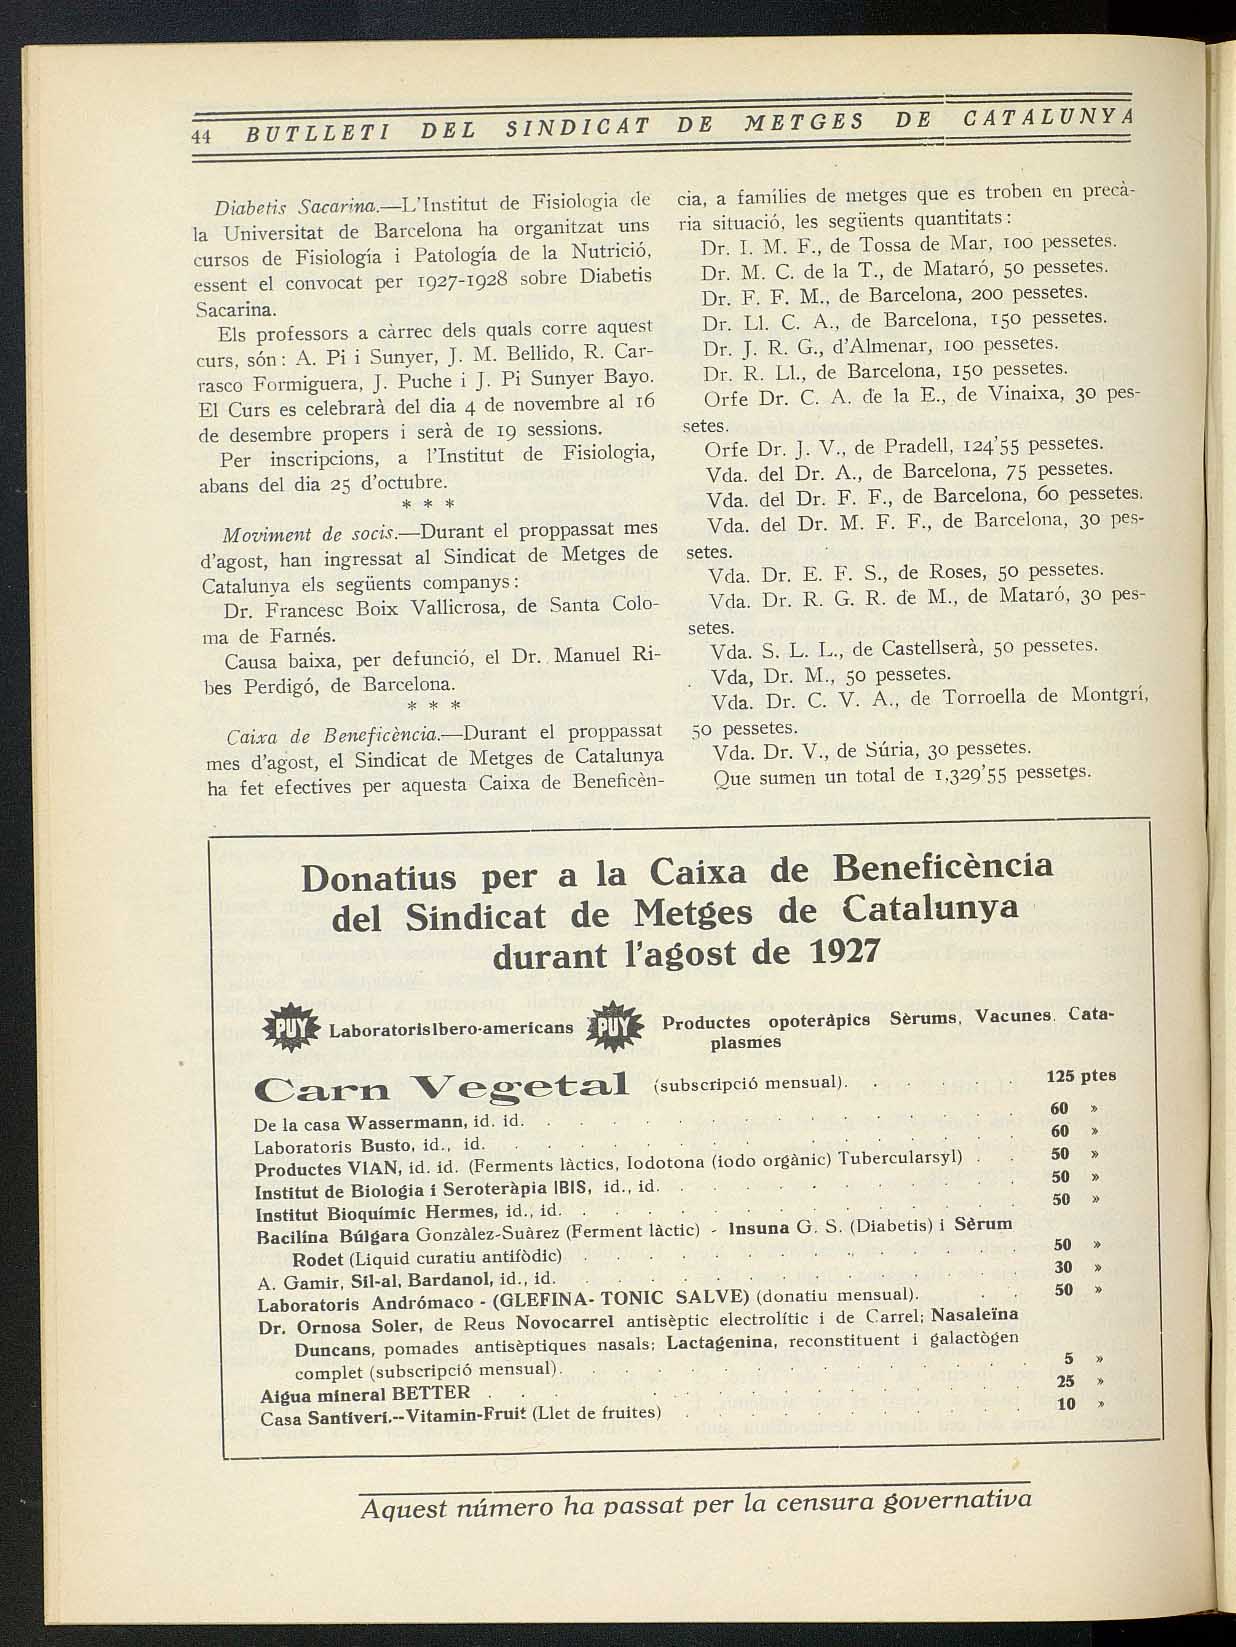 44 BUTLLETI DEL SINDICAT DE METGES DE CATALUNYA
Diabetis Sacarina.—L'Institut de Fisiologia de
la Universitat de Barcelona ha organitzat uns
cursos de Fisiología i Patología de la Nutrició,
essent el convocat per 1927-1928 sobre Diabetis
Sacarina.
Els professors a càrrec dels quals corre aquest
curs, són: A. Pi i Sunyer, J. M. Bellido, R. Car-
rasco Formiguera, J. Puche i J. Pi Sunyer Bayo.
El Curs es celebrarà del dia 4 de novembre al 16
de desembre propers i serà de 19 sessions.
Per inscripcions, a l'Institut de Fisiologia,
abans del dia 25 d'octubre.
* * *
Moviment de socis.—Durant el proppassat mes
d'agost, han ingressat al Sindicat de Metges de
Catalunya els següents companys:
Dr. Francesc Boix Vallicrosa, de Santa Colo-
ma de Farnés.
Causa baixa, per defunció, el Dr. Manuel Ri-
bes Perdigó, de Barcelona.
* * *
Caixa de Beneficència.—Durant el proppassat
mes d'agost, el Sindicat de Metges de Catalunya
ha fet efectives per aquesta Caixa de Beneficèn-
cia, a famílies de metges que es troben en precà-
ria situació, les següents quantitats:
Dr. I. M. F., de Tossa de Mar, 100 pessetes.
Dr. M. C. de la T., de Mataró, 50 pessetes.
Dr. F. F. M., de Barcelona, 200 pessetes.
Dr. Ll. C. A., de Barcelona, 150 pessetes.
Dr. J. R. G., d'Almenar, 100 pessetes.
Dr. R. Ll., de Barcelona, 150 pessetes.
Orfe Dr. C. A. de la E., de Vinaixa, 30 pes-
setes.
Orfe Dr. J. V., de Pradell, 124'55 pessetes.
Vda. del Dr. A., de Barcelona, 75 pessetes.
Vda. del Dr. F. F., de Barcelona, 60 pessetes.
Vda. del Dr. M. F. F., de Barcelona, 30 pes-
setes.
Vda. Dr. E. F. S., de Roses, 50 pessetes.
Vda. Dr. R. G. R. de M., de Mataró, 30 pes-
setes.
Vda. S. L. L., de Castellserà, 50 pessetes.
Vda, Dr. M., 50 pessetes.
Vda. Dr. C. V. A., de Torroella de Montgrí,
50 pessetes.
Vda. Dr. V., de Súria, 30 pessetes.
Que sumen un total de 1,329'55 pessetes.
Donatius per a la Caixa de Beneficència
del Sindicat de Metges de Catalunya
durant l'agost de 1927
PUY Laboratoris Ibero-americans PUY Productes opoteràpics Sèrums, Vacunes. Cata-
plasmes
Carn Vegetal (subscripció mensual). . . . . . 125 ptes
De la casa Wassermann, id. id. . . . . . 60 »
Laboratoris Busto, id., id. . . . . . 60 »
Productes VIAN, id. id. (Ferments làctics, Iodotona (iodo orgànic) Tubercularsyl) . . 50 »
Institut de Biologia i Seroteràpia IBIS, id., id. . . . . . 50 »
Institut Bioquímic Hermes, id., id. . . . . . 50 »
Bacilina Búlgara Gonzàlez-Suàrez (Ferment làctic) - Insuna G. S. (Diabetis) i Sèrum
Rodet (Liquid curatiu antifòdic) . . . . . 50 »
A. Gamir, Sil-al, Bardanol, id., id. . . . . . 30 »
Laboratoris Andrómaco - (GLEFINA- TONIC SALVE) (donatiu mensual). . . 50 »
Dr. Ornosa Soler, de Reus Novocarrel antisèptic electrolític i de Carrel; Nasaleïna
Duncans, pomades antisèptiques nasals; Lactagenina, reconstituent i galactògen
complet (subscripció mensual). . . . . . 5 »
Aigua mineral BETTER . . . . . 25 »
Casa Santiveri.--Vitamin-Fruit (Llet de fruites) . . . . . 10 »
Aquest número ha passat per la censura governativa